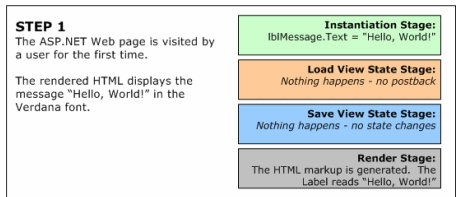 STEP 1
The ASP.NET Web page is visited by
a user for the first time.
The rendered HTML displays the
message “Hello, World!” in the
Verdana font.
Instantiation Stage:
lblMessage.Text = "Hello, World!"
Load View State Stage:
Nothing happens - no postback
Save View State Stage:
Nothing happens - no state changes
Render Stage:
The HTML markup is generated. The
Label reads “Hello, World!”